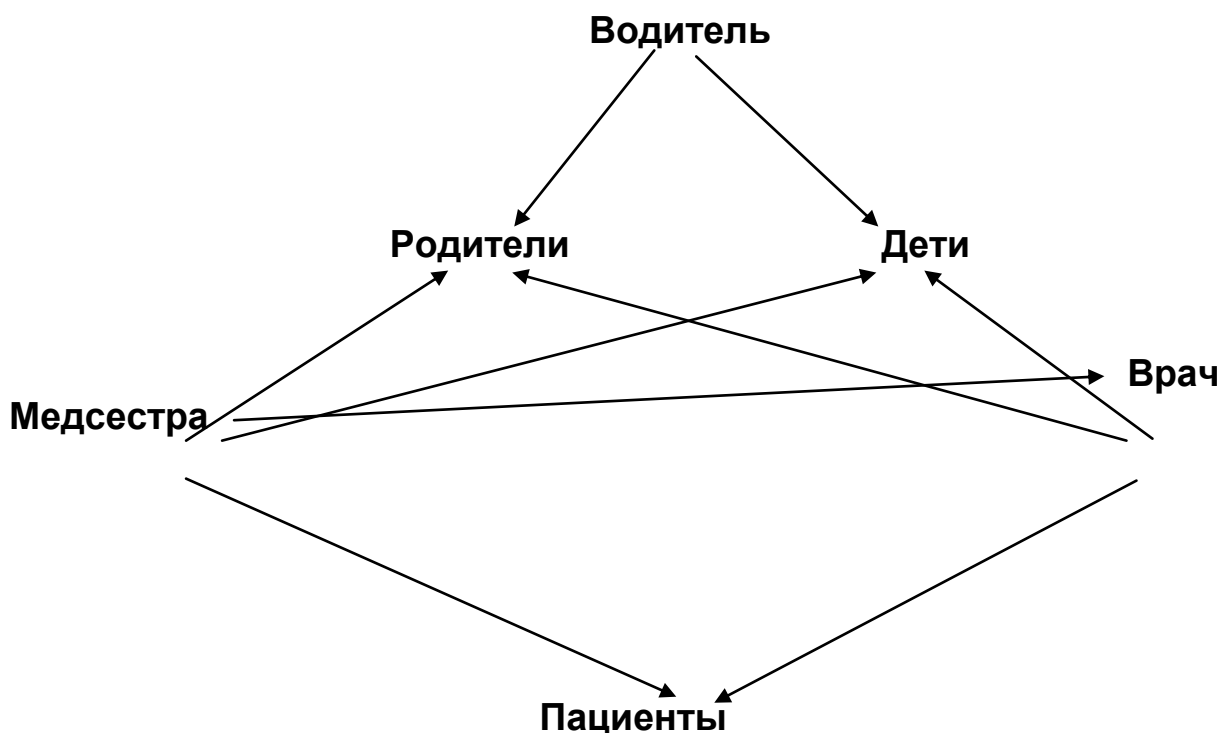 Водитель
Родители
Дети
Врач
Медсестра
Пациенты